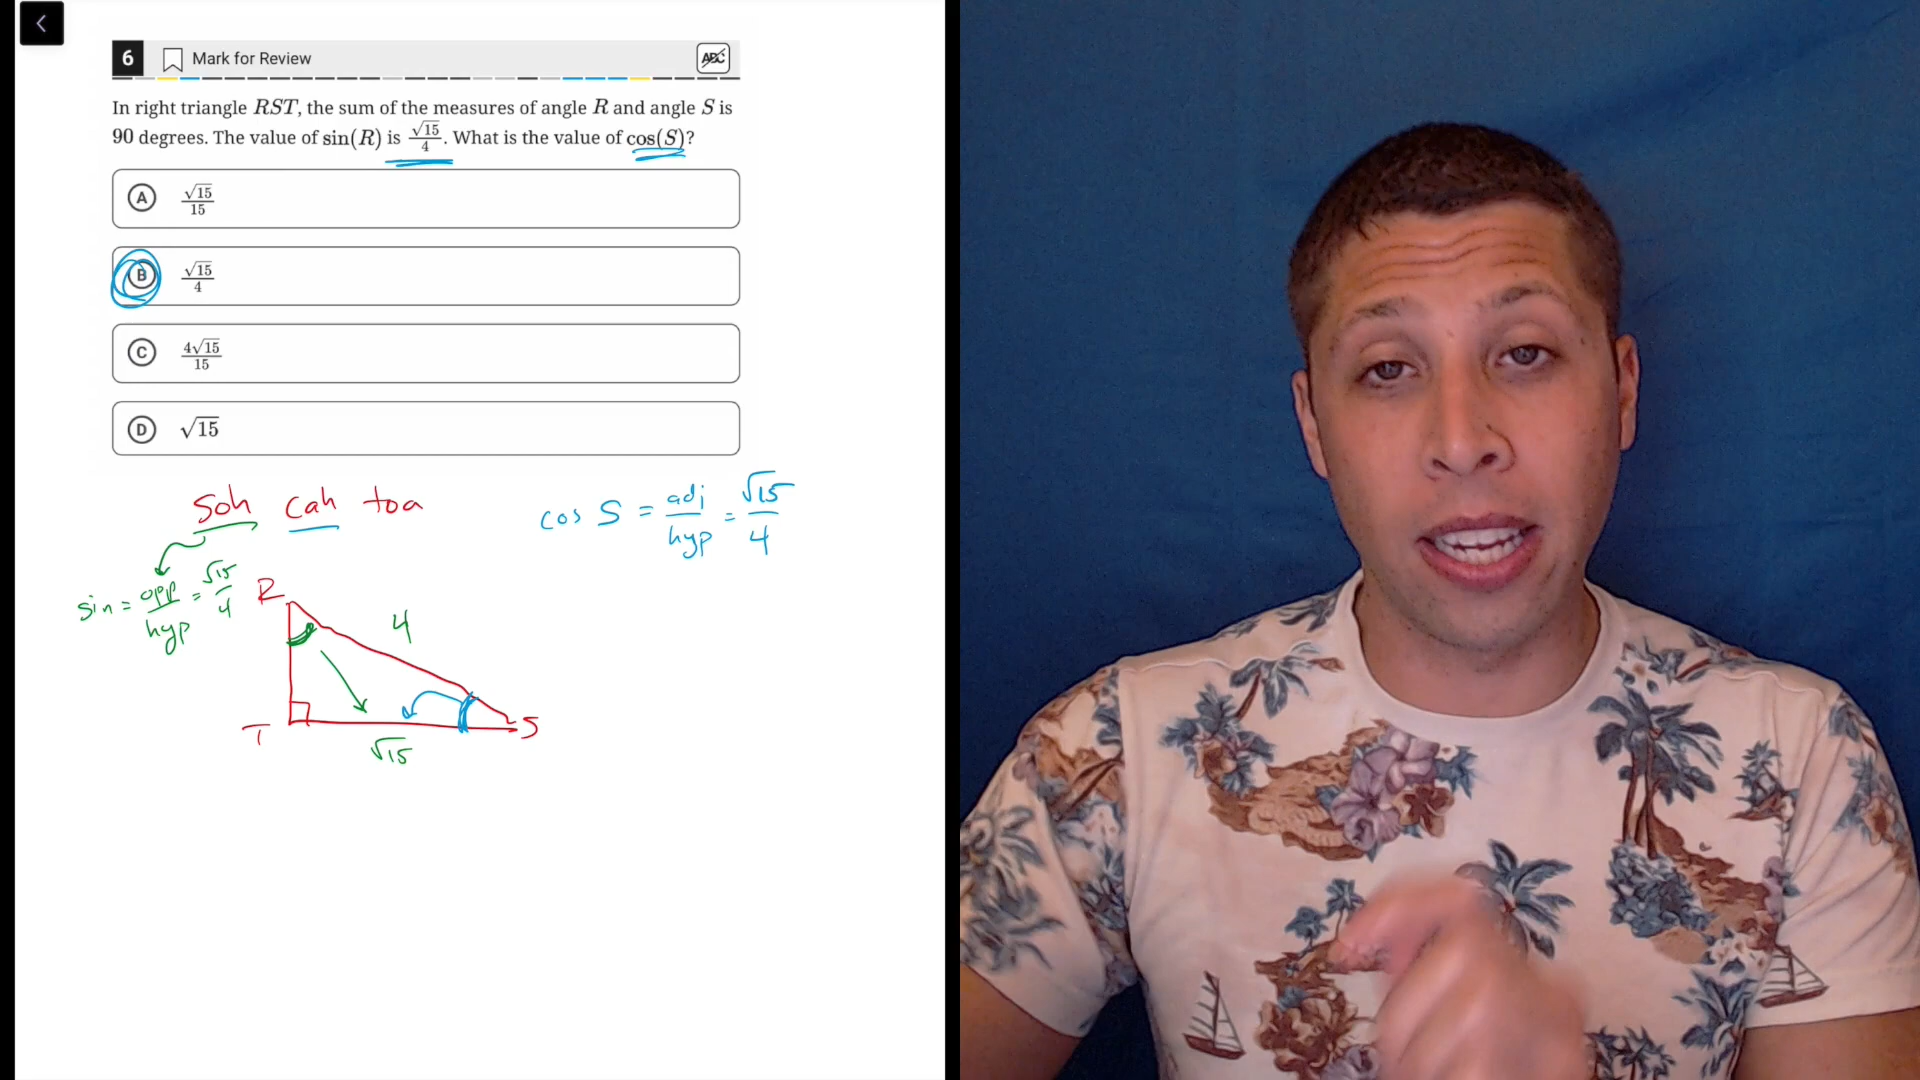 6 Mark for Review ABC
In right triangle RST, the sum of the measures of angle R and angle S is
90 degrees. The value of sin(R) is √15/4. What is the value of cos(S)?
A √15/15
B √15/4
C 4√15/15
D √15
Soh cah toa
cos S = adj/hyp = √15/4
sin = opp/hyp = √15/4
R
4
T
S
√15